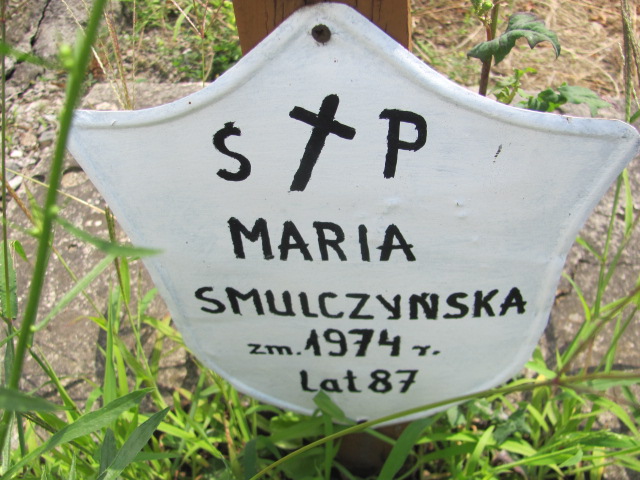 Ś P
MARIA
SMULCZYŃSKA
zm. 1974 r.
Lat 87